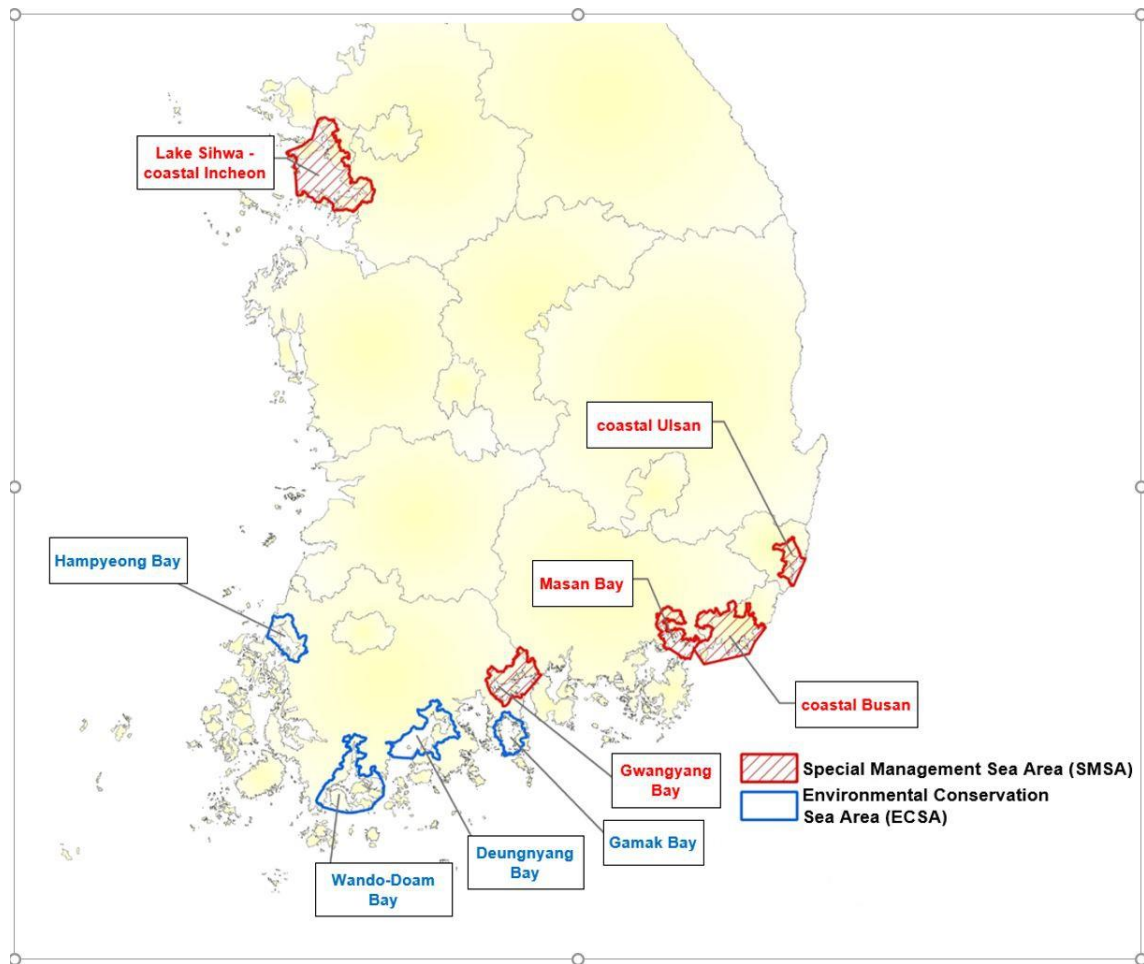 Lake Sihwa -
coastal Incheon
coastal Ulsan
Hampyeong Bay
Masan Bay
coastal Busan
Gwangyang
Bay
Special Management Sea Area (SMSA)
Environmental Conservation
Sea Area (ECSA)
Gamak Bay
Deungnyang
Bay
Wando-Doam
Bay